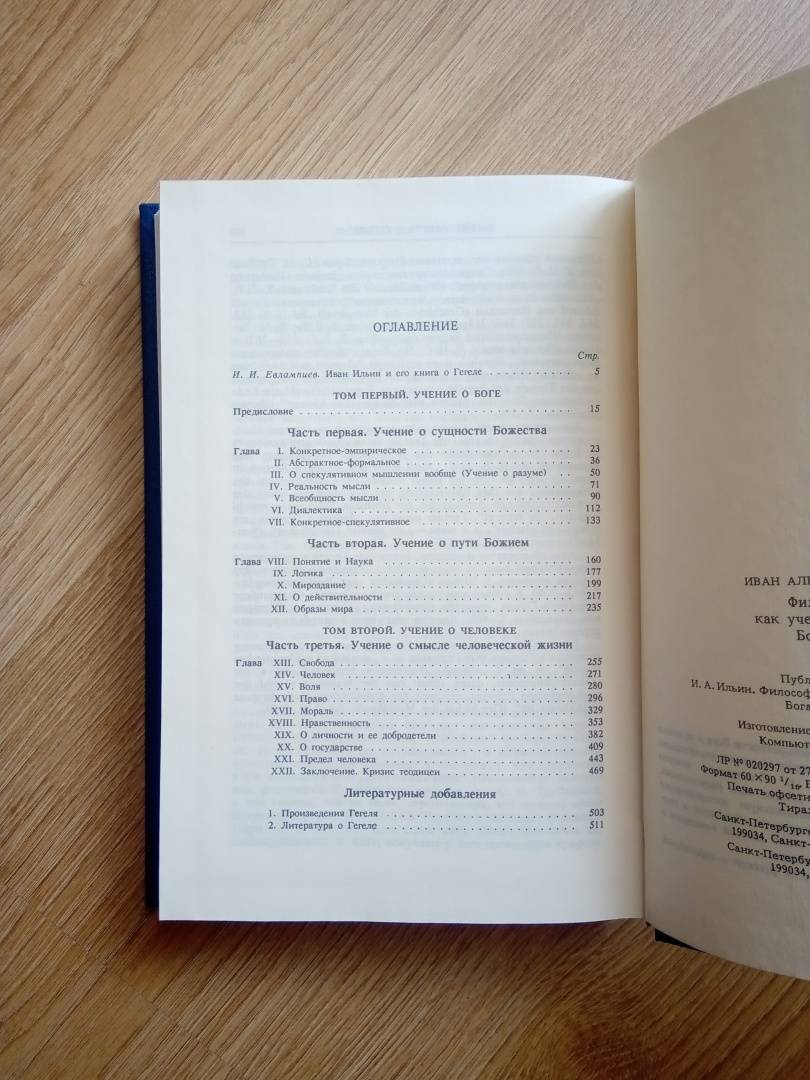 ОГЛАВЛЕНИЕ
Стр.
И. И. Евлампиев. Иван Ильин и его книга о Гегеле . . . . . . . . . . . 5
ТОМ ПЕРВЫЙ. УЧЕНИЕ О БОГЕ
Предисловие . . . . . . . . . . . . . . . . . . . . . . . . . . . 15
Часть первая. Учение о сущности Божества
Глава I. Конкретное-эмпирическое . . . . . . . . . . . . . . . 23
II. Абстрактное-формальное . . . . . . . . . . . . . . . 36
III. О спекулятивном мышлении вообще (Учение о разуме) . . 50
IV. Реальность мысли . . . . . . . . . . . . . . . . . . 71
V. Всеобщность мысли . . . . . . . . . . . . . . . . . 90
VI. Диалектика . . . . . . . . . . . . . . . . . . . . . 112
VII. Конкретное-спекулятивное . . . . . . . . . . . . . . 133
Часть вторая. Учение о пути Божием
Глава VIII. Понятие и Наука . . . . . . . . . . . . . . . . . . 160
IX. Логика . . . . . . . . . . . . . . . . . . . . . . . 177
X. Мироздание . . . . . . . . . . . . . . . . . . . . . 199
XI. О действительности . . . . . . . . . . . . . . . . . 217
XII. Образы мира . . . . . . . . . . . . . . . . . . . . 235
ТОМ ВТОРОЙ. УЧЕНИЕ О ЧЕЛОВЕКЕ
Часть третья. Учение о смысле человеческой жизни
Глава XIII. Свобода . . . . . . . . . . . . . . . . . . . . . . 255
XIV. Человек . . . . . . . . . . . . . . . . . . . . . . 271
XV. Воля . . . . . . . . . . . . . . . . . . . . . . . . 280
XVI. Право . . . . . . . . . . . . . . . . . . . . . . . 296
XVII. Мораль . . . . . . . . . . . . . . . . . . . . . . 329
XVIII. Нравственность . . . . . . . . . . . . . . . . . . 353
XIX. О личности и ее добродетели . . . . . . . . . . . . 382
XX. О государстве . . . . . . . . . . . . . . . . . . . 409
XXI. Предел человека . . . . . . . . . . . . . . . . . . 443
XXII. Заключение. Кризис теодицеи . . . . . . . . . . . . 469
Литературные добавления
1. Произведения Гегеля . . . . . . . . . . . . . . . . . 503
2. Литература о Гегеле . . . . . . . . . . . . . . . . . 511
ИВАН АЛЕ
Фил
как уче
Бо
Публ
И. А. Ильин. Философ
Бога
Изготовление
Компьют
ЛР № 020297 от 27
Формат 60×90 1/16.
Печать офсетн
Тираж
Санкт-Петербург
199034, Санкт-
Санкт-Петербу
199034,